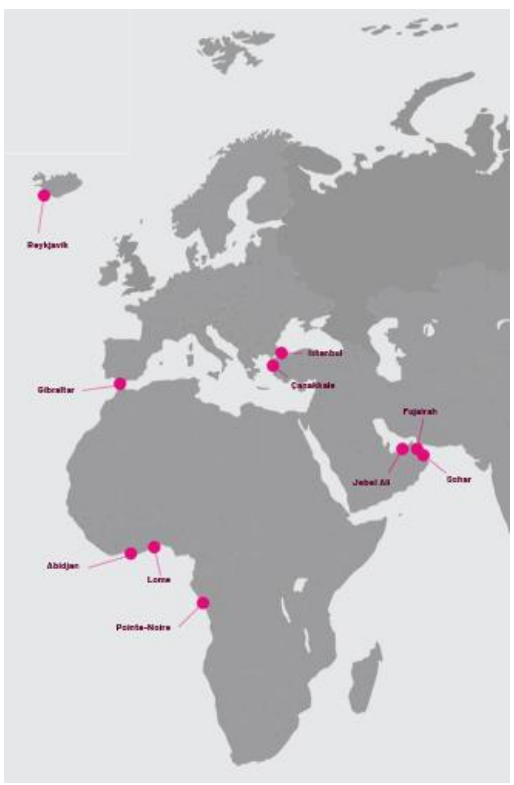 Reykjavik
Istanbul
Çanakkale
Gibraltar
Fujairah
Jebel Ali
Sohar
Abidjan
Lome
Pointe-Noire